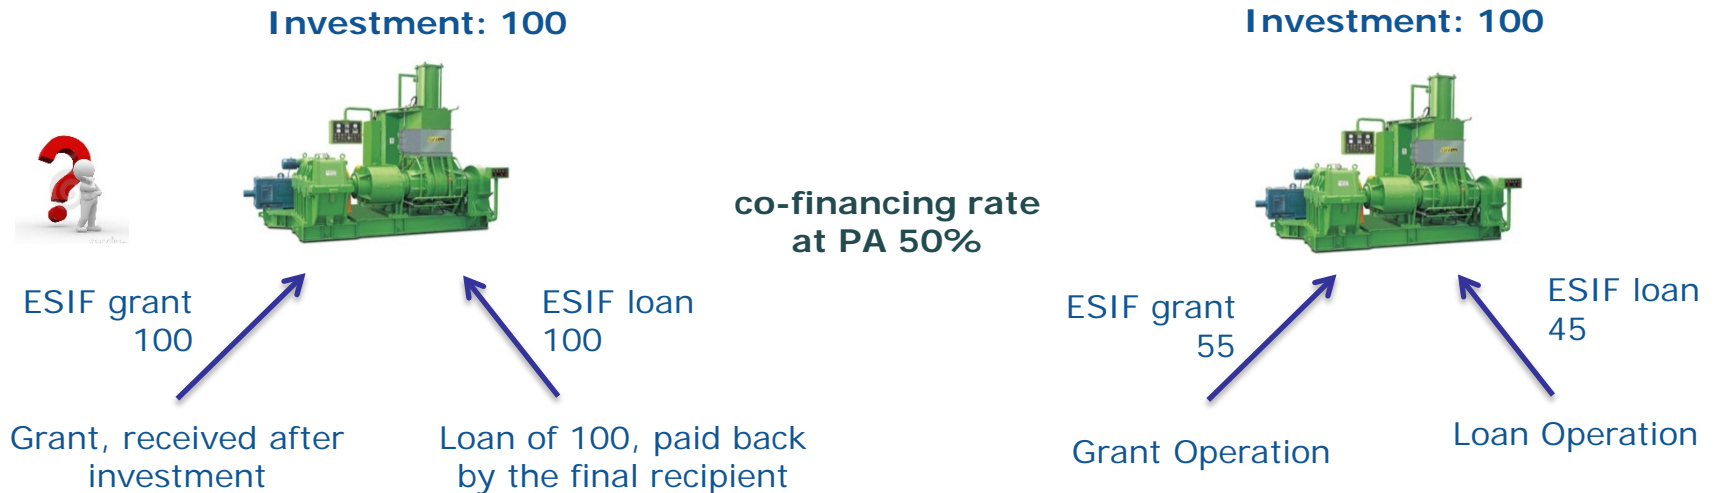 Investment: 100
ESIF grant
100
ESIF loan
100
Grant, received after
investment
Loan of 100, paid back
by the final recipient
co-financing rate
at PA 50%
Investment: 100
ESIF grant
55
ESIF loan
45
Grant Operation
Loan Operation